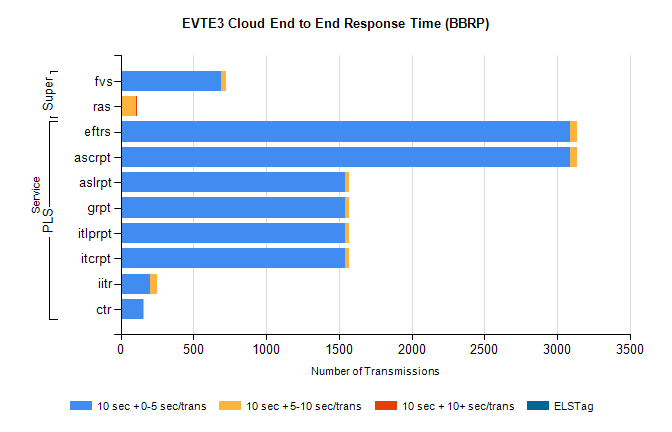 EVTE3 Cloud End to End Response Time (BBRP)
Service
Super
PLS
fvs
ras
eftrs
ascrpt
aslrpt
grpt
itlprpt
itcrpt
iitr
ctr
0 500 1000 1500 2000 2500 3000 3500
Number of Transmissions
10 sec +0-5 sec/trans 10 sec +5-10 sec/trans 10 sec + 10+ sec/trans ELSTag